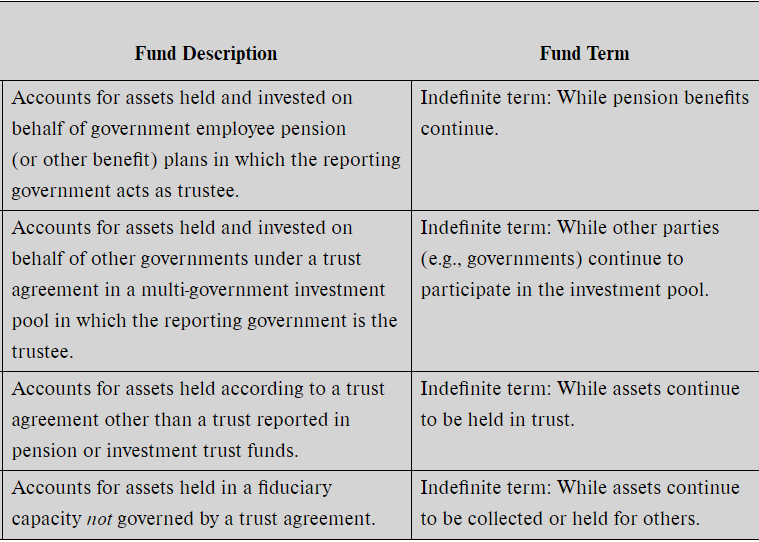 Fund Description
Fund Term
Accounts for assets held and invested on
behalf of government employee pension
(or other benefit) plans in which the reporting
government acts as trustee.
Indefinite term: While pension benefits
continue.
Accounts for assets held and invested on
behalf of other governments under a trust
agreement in a multi-government investment
pool in which the reporting government is the
trustee.
Indefinite term: While other parties
(e.g., governments) continue to
participate in the investment pool.
Accounts for assets held according to a trust
agreement other than a trust reported in
pension or investment trust funds.
Indefinite term: While assets continue
to be held in trust.
Accounts for assets held in a fiduciary
capacity not governed by a trust agreement.
Indefinite term: While assets continue
to be collected or held for others.